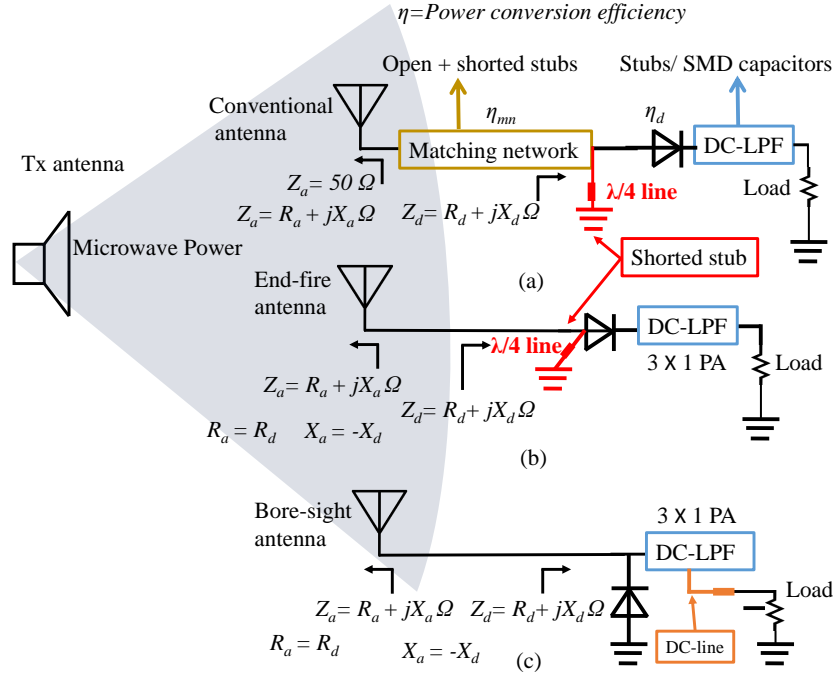 η=Power conversion efficiency
Open + shorted stubs
Stubs/ SMD capacitors
Conventional
antenna
η_mn
η_d
Matching network
DC-LPF
Tx antenna
Z_a = 50 Ω
Z_a = R_a + jX_a Ω
Z_d = R_d + jX_d Ω
λ/4 line
Load
Microwave Power
(a)
Shorted stub
End-fire
antenna
λ/4 line
DC-LPF
3 X 1 PA
Load
Z_a = R_a + jX_a Ω
Z_d = R_d + jX_d Ω
R_a = R_d
X_a = -X_d
(b)
Bore-sight
antenna
3 X 1 PA
DC-LPF
Load
Z_a = R_a + jX_a Ω
Z_d = R_d + jX_d Ω
R_a = R_d
X_a = -X_d
(c)
DC-line